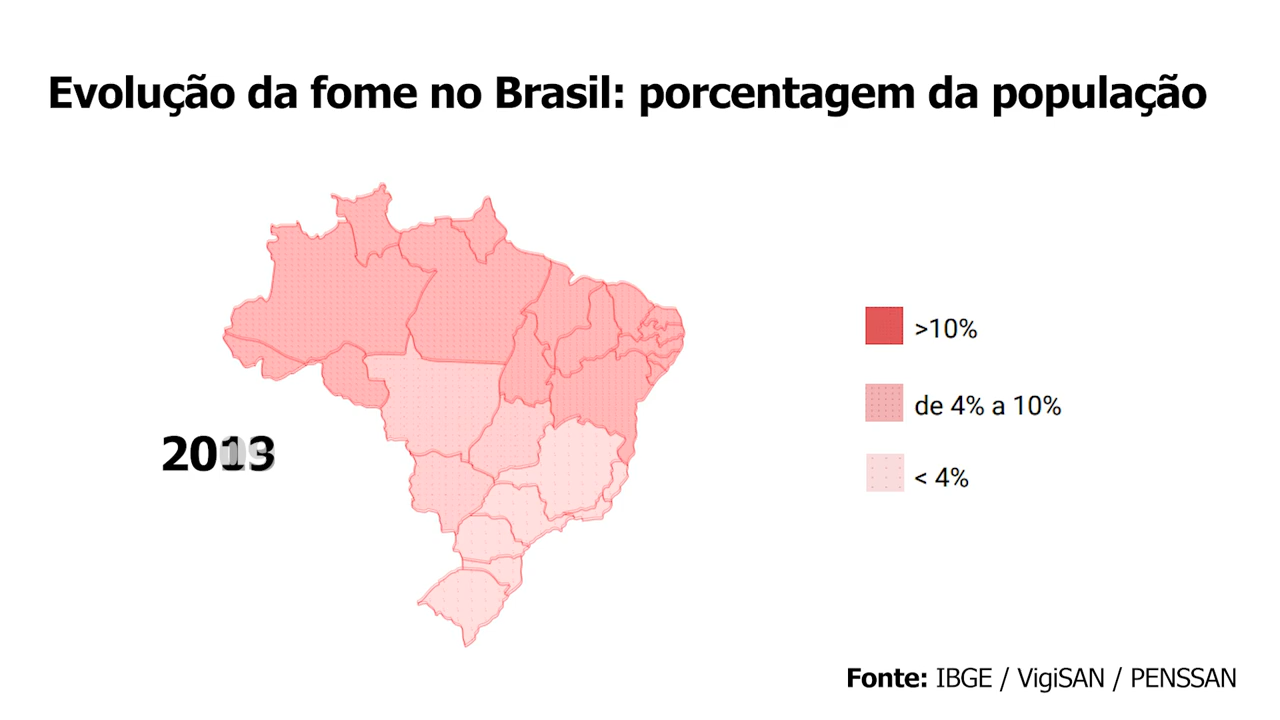 Evolução da fome no Brasil: porcentagem da população
>10%
de 4% a 10%
2013
< 4%
Fonte: IBGE / VigiSAN / PENSSAN